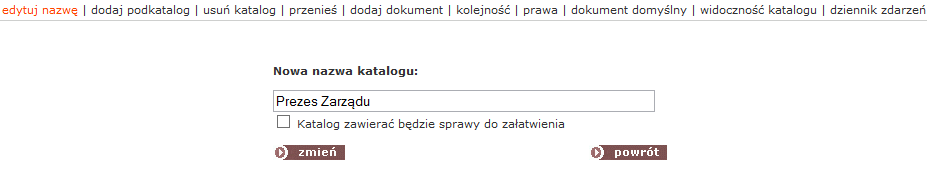 edytuj nazwę | dodaj podkatalog | usuń katalog | przenieś | dodaj dokument | kolejność | prawa | dokument domyślny | widoczność katalogu | dziennik zdarzeń
Nowa nazwa katalogu:
Prezes Zarządu
Katalog zawierać będzie sprawy do załatwienia
zmień powrót